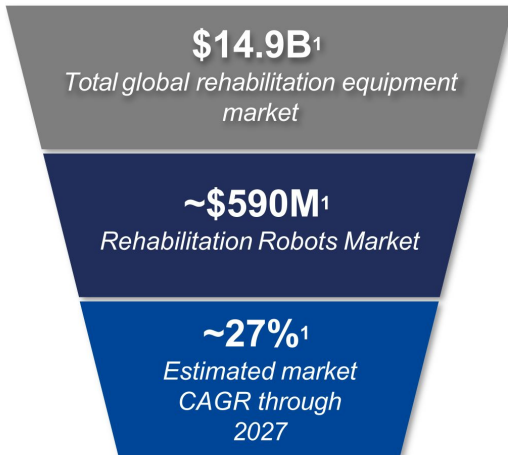 $14.9B1
Total global rehabilitation equipment
market
~$590M1
Rehabilitation Robots Market
~27%1
Estimated market
CAGR through
2027